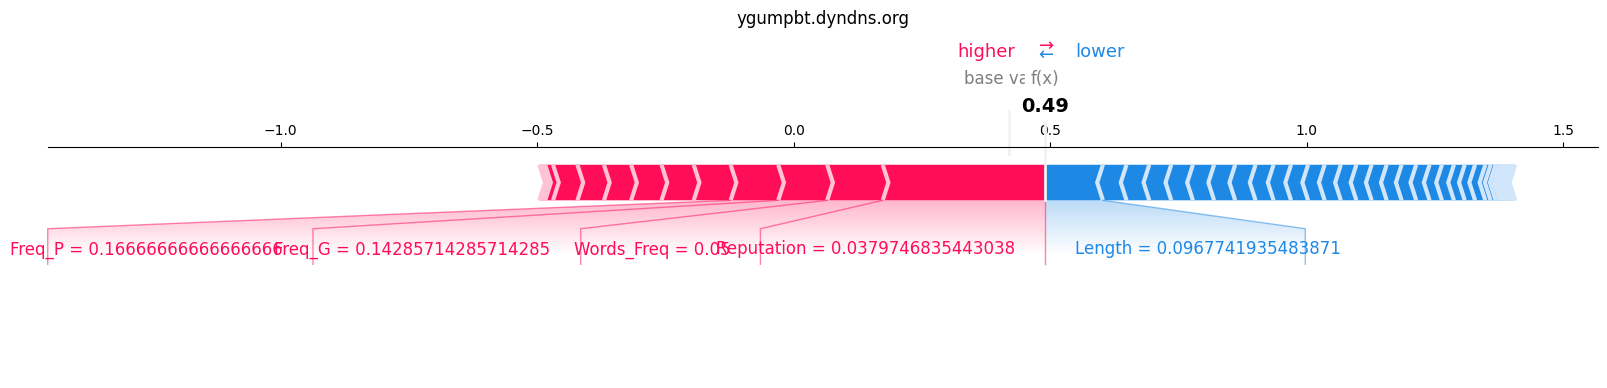 ygumpbt.dyndns.org
higher ⇄ lower
base va f(x)
0.49
−1.0 −0.5 0.0 0.5 1.0 1.5
Freq_P = 0.16666666666666666 Freq_G = 0.14285714285714285 Words_Freq = 0.05 Reputation = 0.0379746835443038 Length = 0.0967741935483871